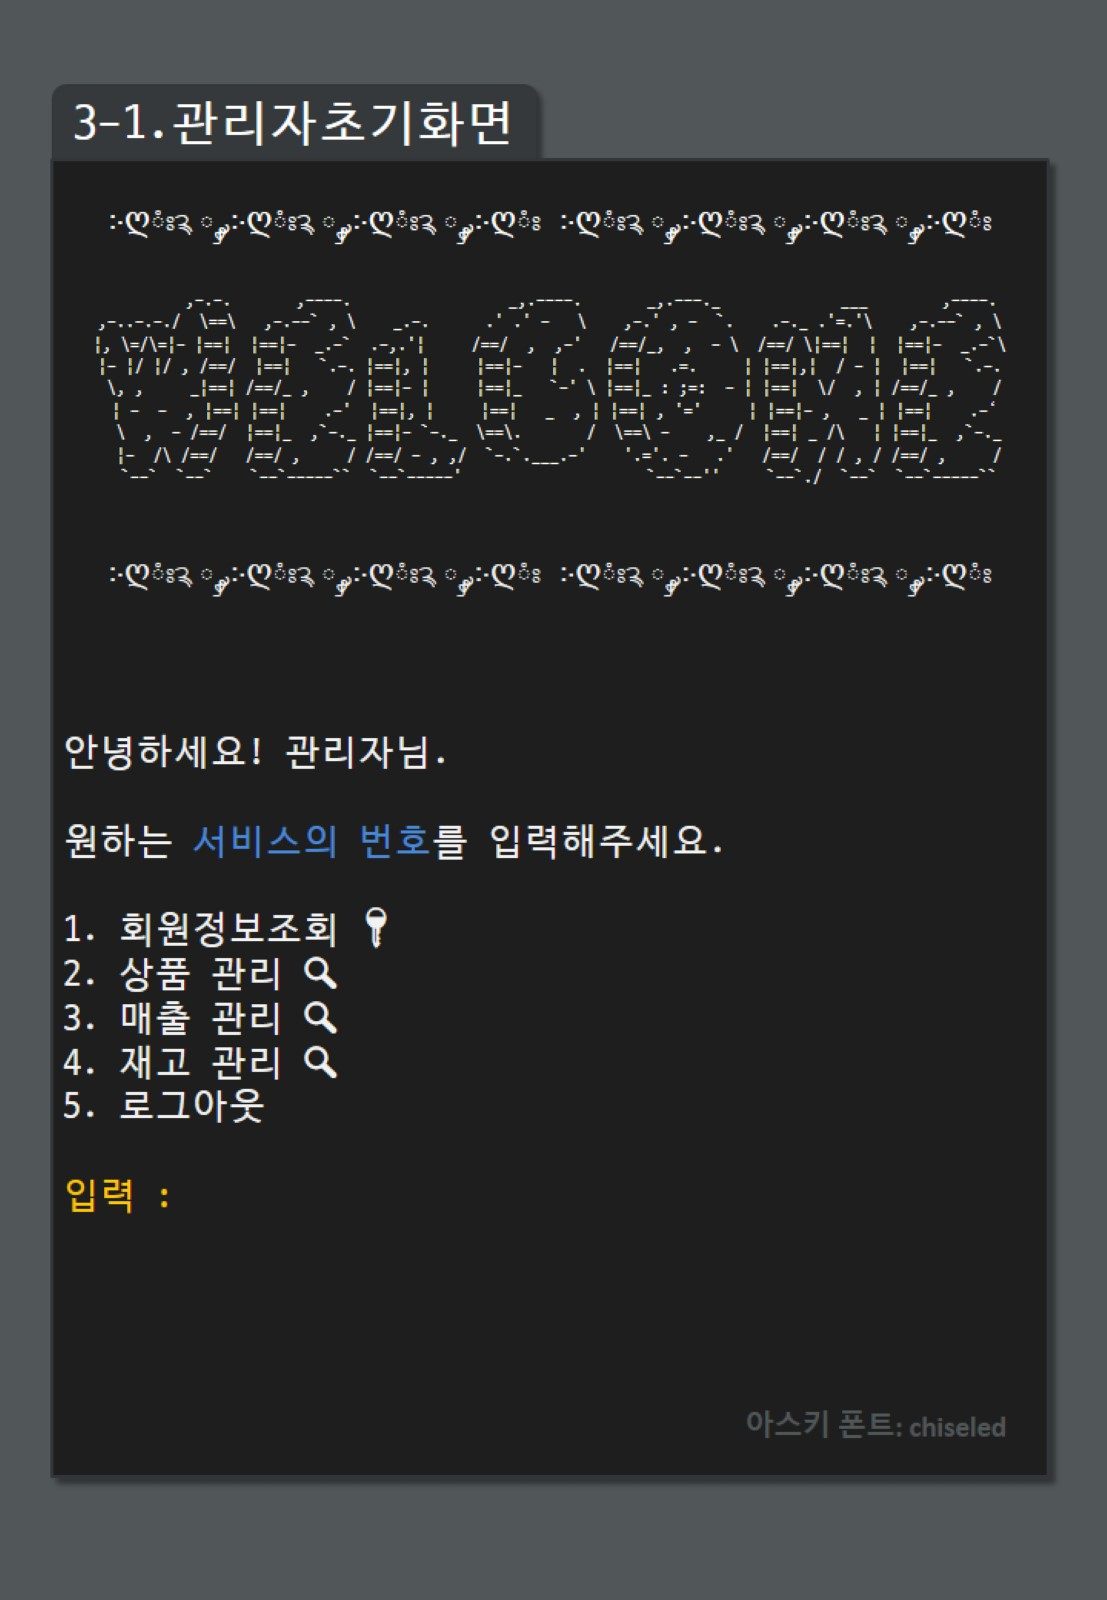 3-1.관리자초기화면
WELCOME
안녕하세요! 관리자님.
원하는 서비스의 번호를 입력해주세요.
1. 회원정보조회
2. 상품 관리
3. 매출 관리
4. 재고 관리
5. 로그아웃
입력 :
아스키 폰트: chiseled